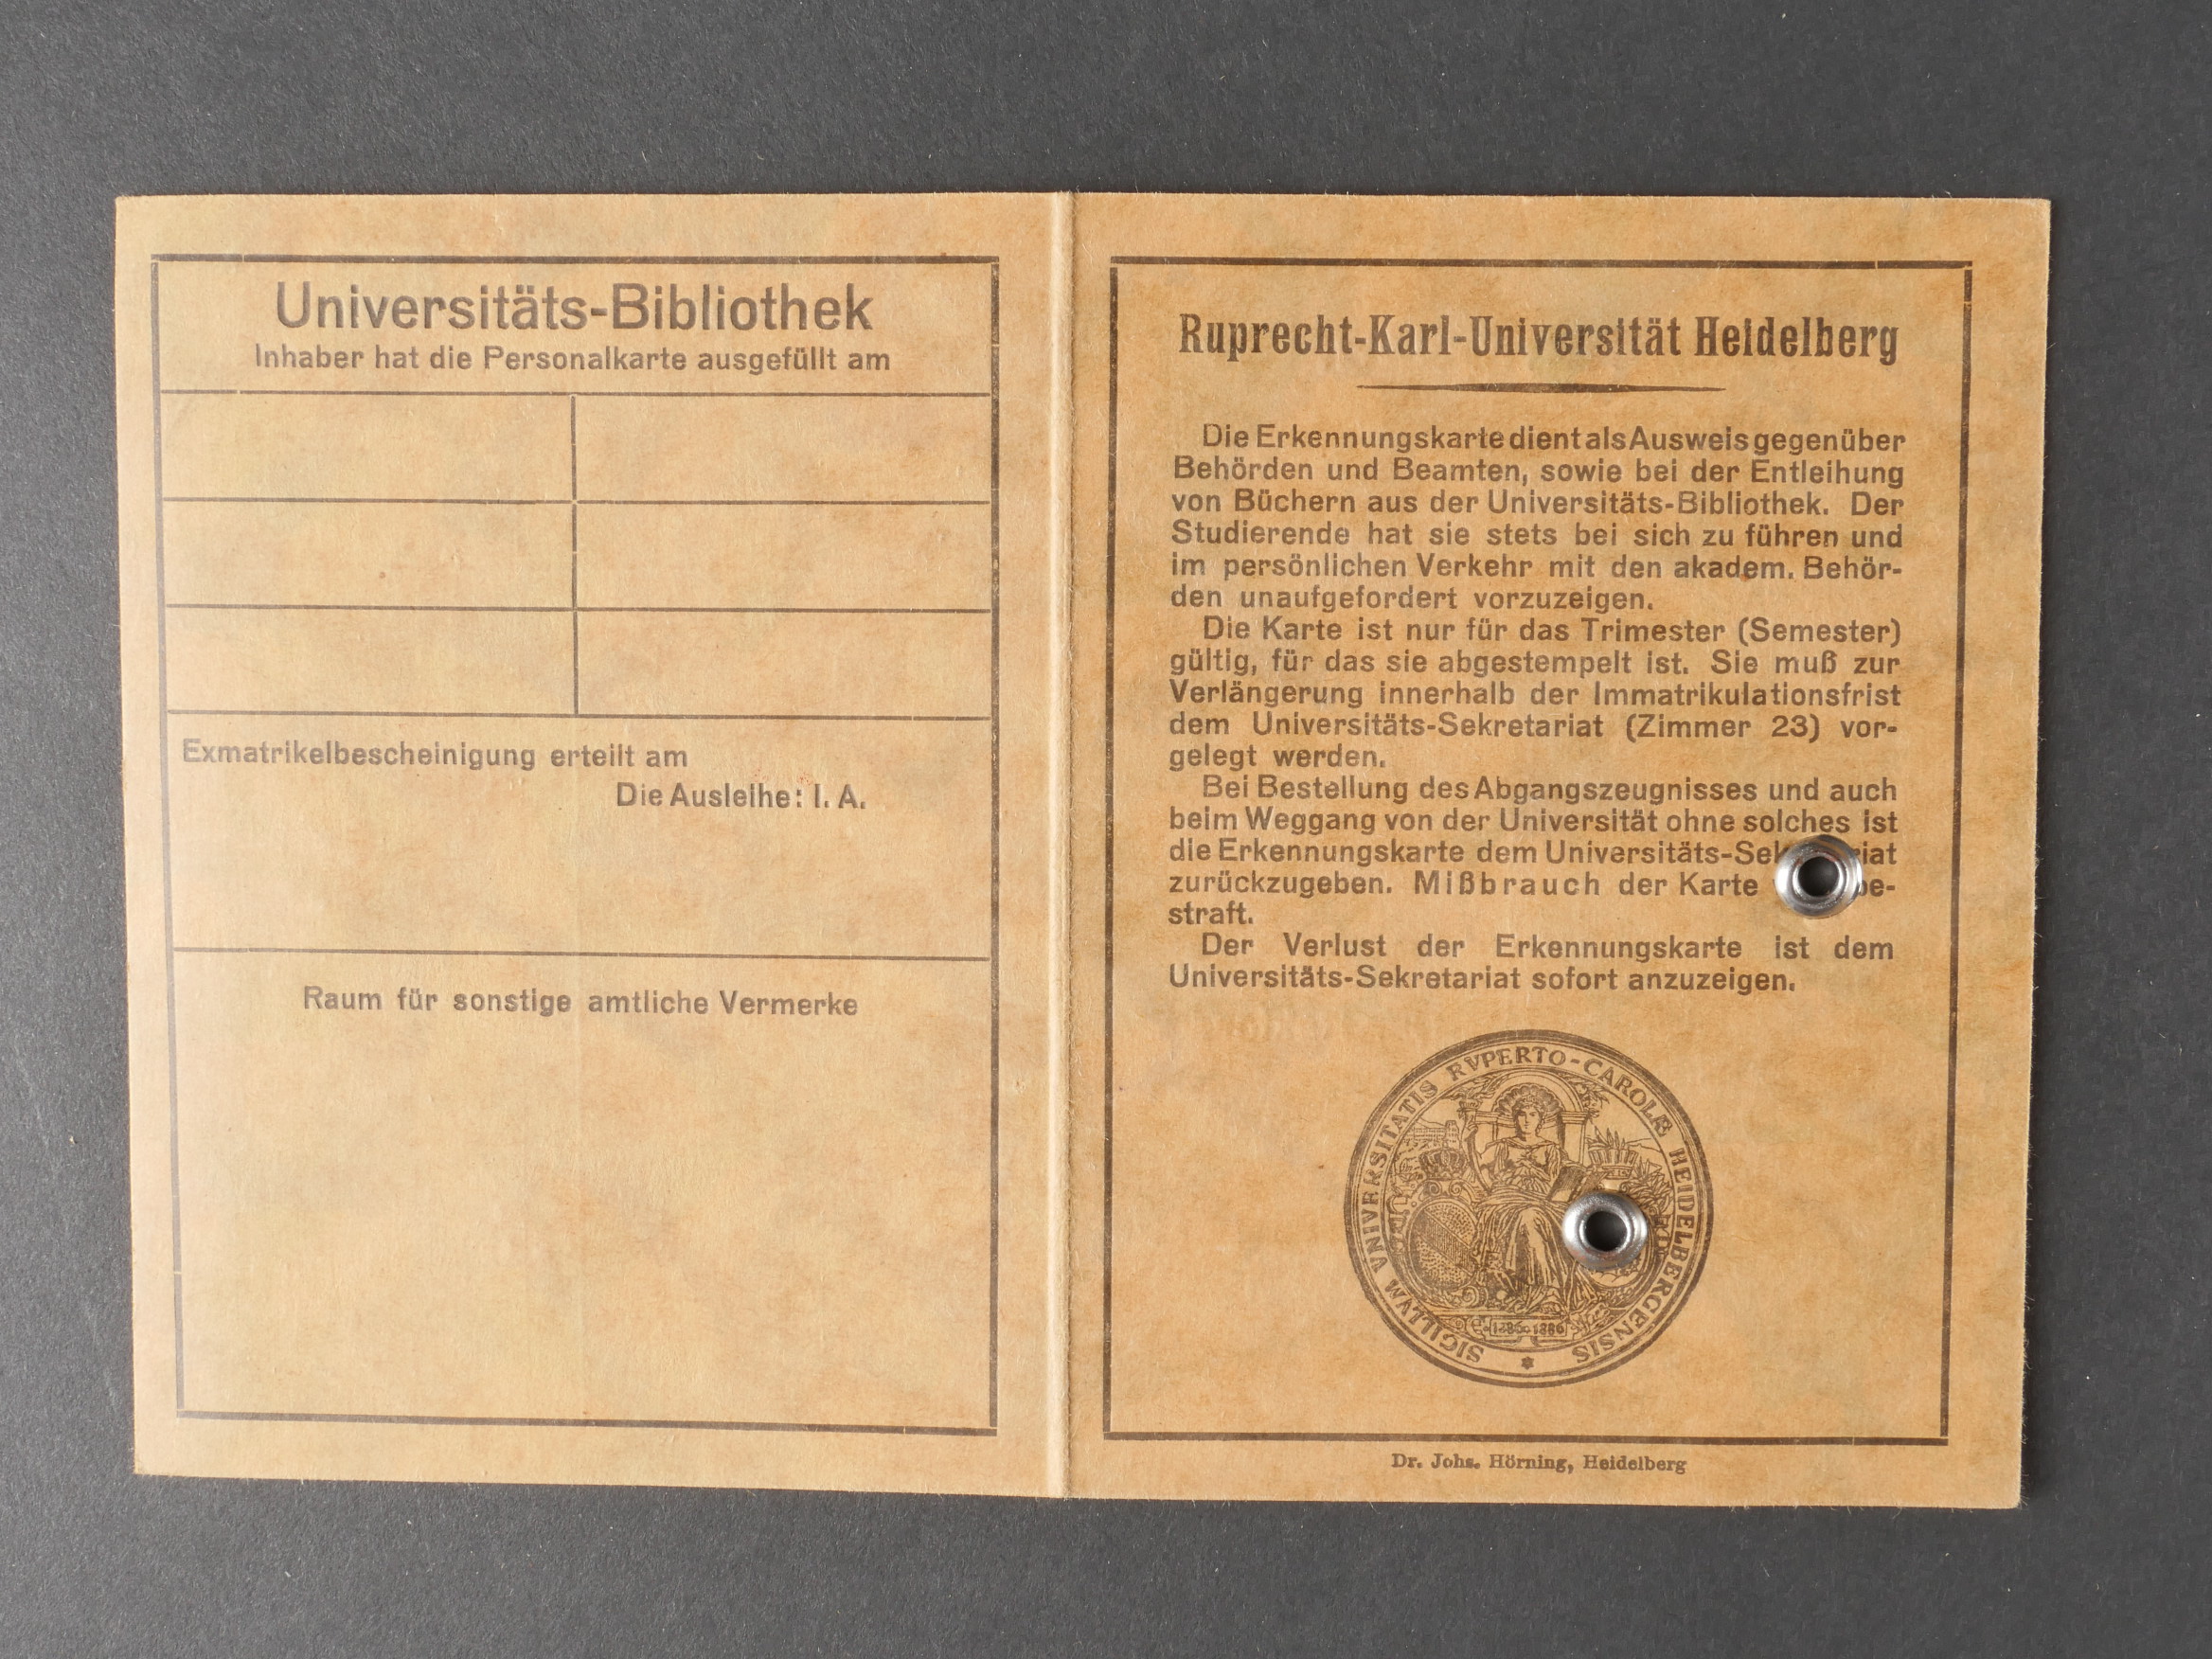 Universitäts-Bibliothek
Inhaber hat die Personalkarte ausgefüllt am
Exmatrikelbescheinigung erteilt am
Die Ausleihe: I. A.
Raum für sonstige amtliche Vermerke
Ruprecht-Karl-Universität Heidelberg
Die Erkennungskarte dient als Ausweis gegenüber
Behörden und Beamten, sowie bei der Entleihung
von Büchern aus der Universitäts-Bibliothek. Der
Studierende hat sie stets bei sich zu führen und
im persönlichen Verkehr mit den akadem. Behör-
den unaufgefordert vorzuzeigen.
Die Karte ist nur für das Trimester (Semester)
gültig, für das sie abgestempelt ist. Sie muß zur
Verlängerung innerhalb der Immatrikulationsfrist
dem Universitäts-Sekretariat (Zimmer 23) vor-
gelegt werden.
Bei Bestellung des Abgangszeugnisses und auch
beim Weggang von der Universität ohne solches ist
die Erkennungskarte dem
zurückzugeben. Mißbrauch der Karte be-
straft.
Der Verlust der Erkennungskarte ist dem
Universitäts-Sekretariat sofort anzuzeigen.
SIGILLVM VNIVERSITATIS RVPERTO-CAROLÆ HEIDELBERGENSIS
1386-1886
Dr. Johs. Hörning, Heidelberg